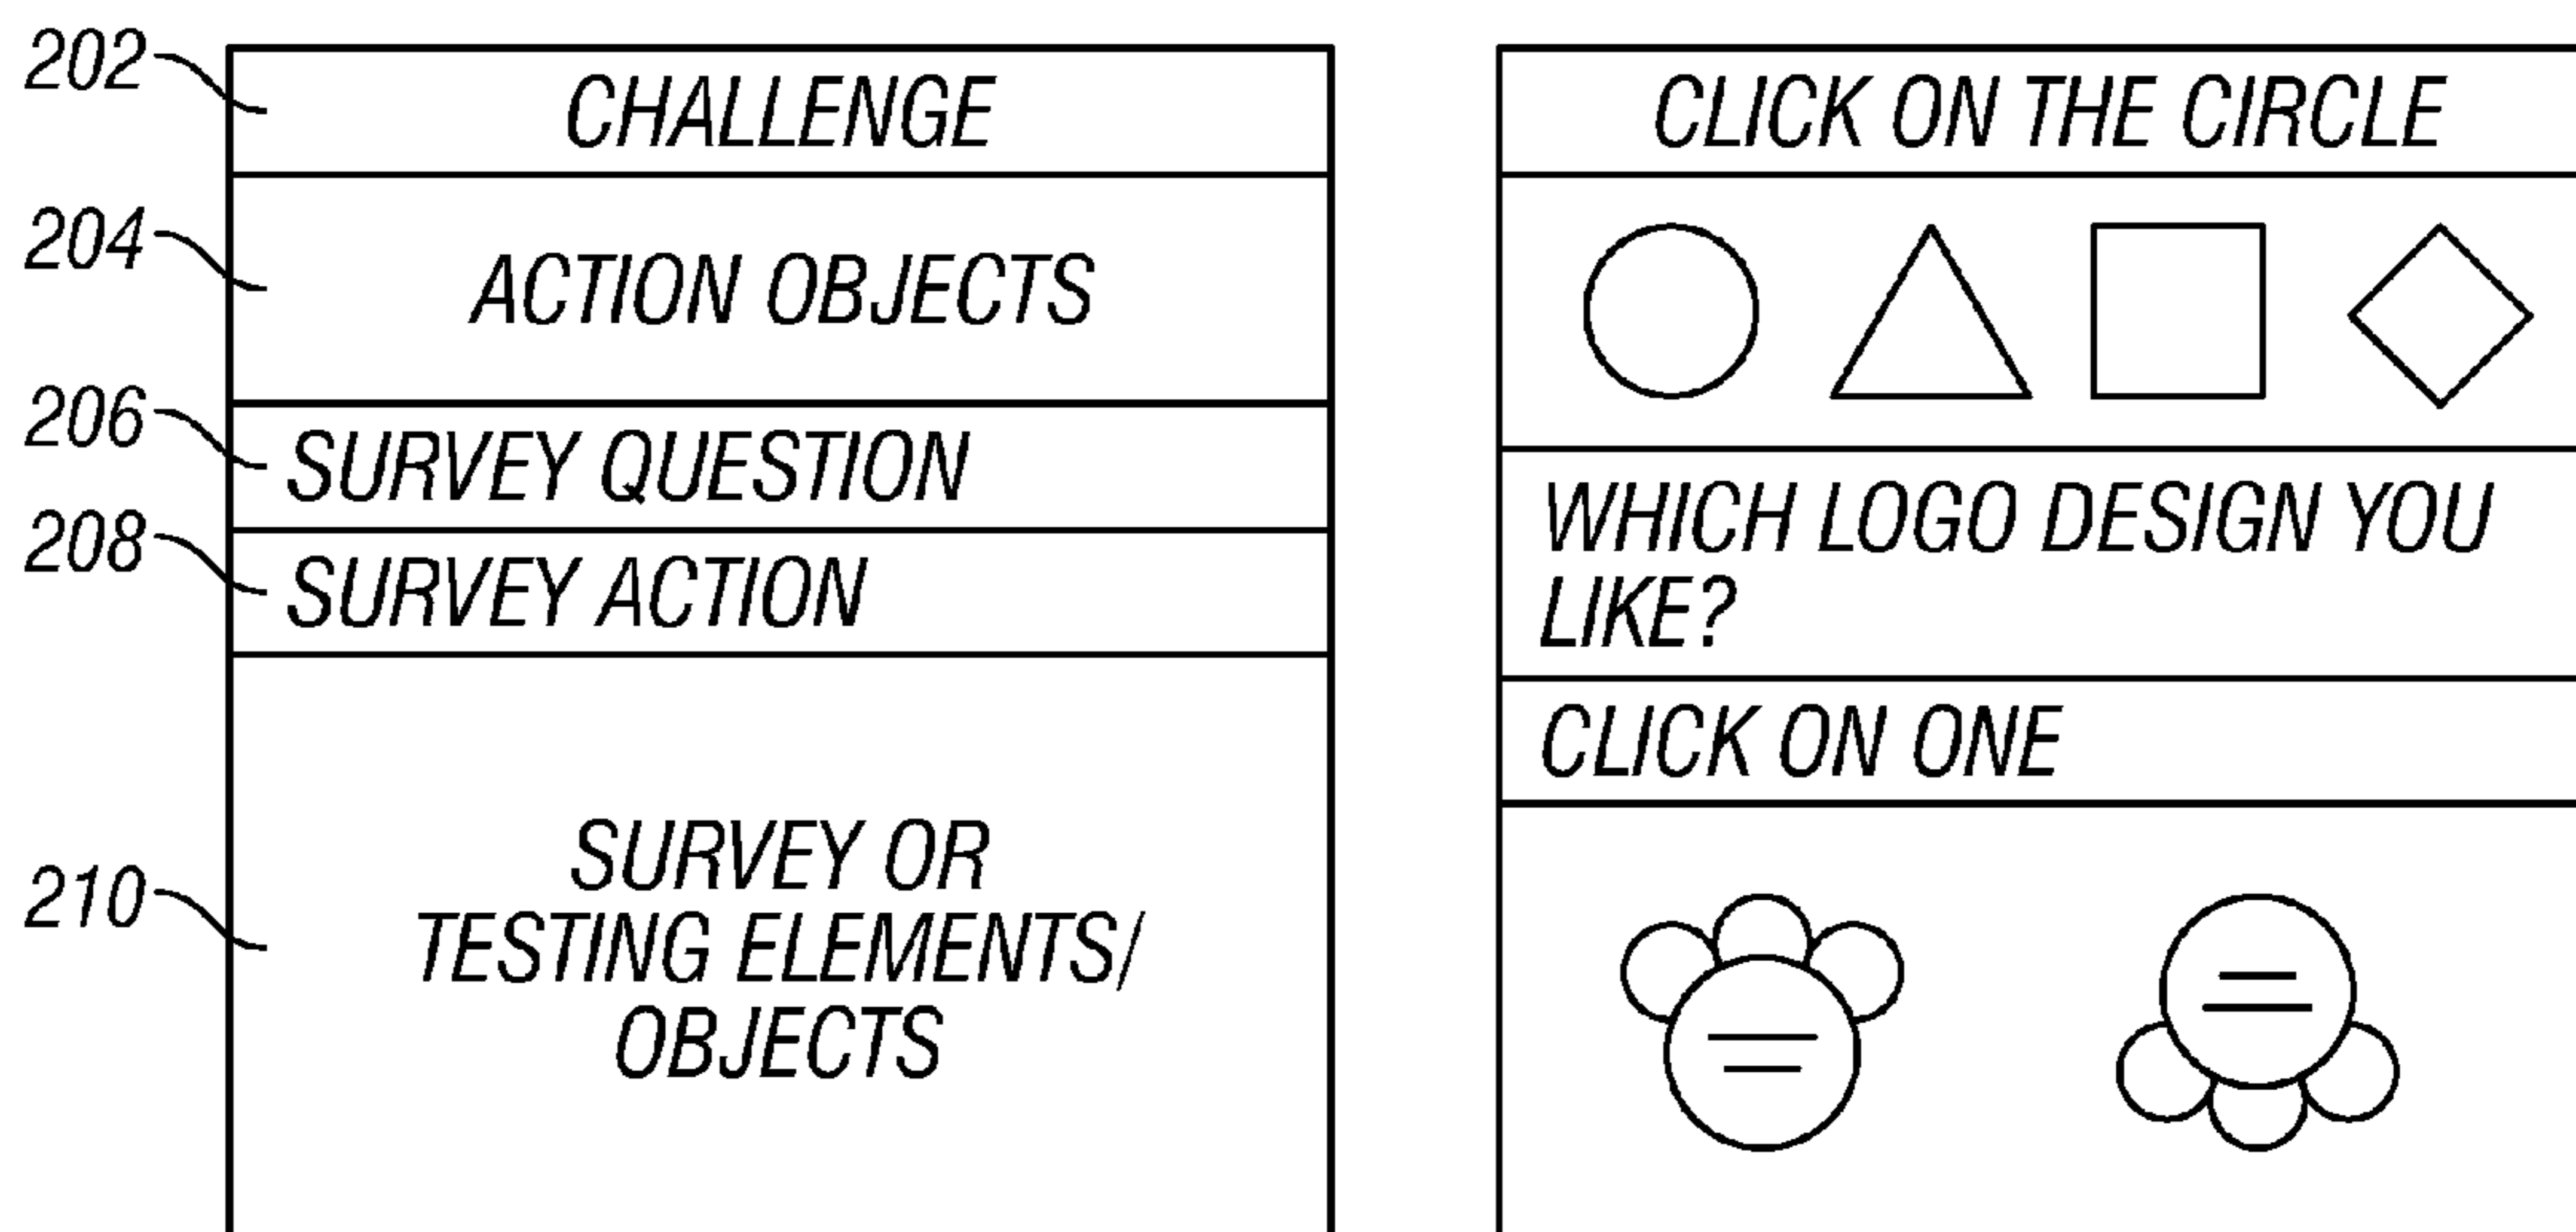 202
CHALLENGE
204
ACTION OBJECTS
206
SURVEY QUESTION
208
SURVEY ACTION
210
SURVEY OR
TESTING ELEMENTS/
OBJECTS
CLICK ON THE CIRCLE
WHICH LOGO DESIGN YOU
LIKE?
CLICK ON ONE